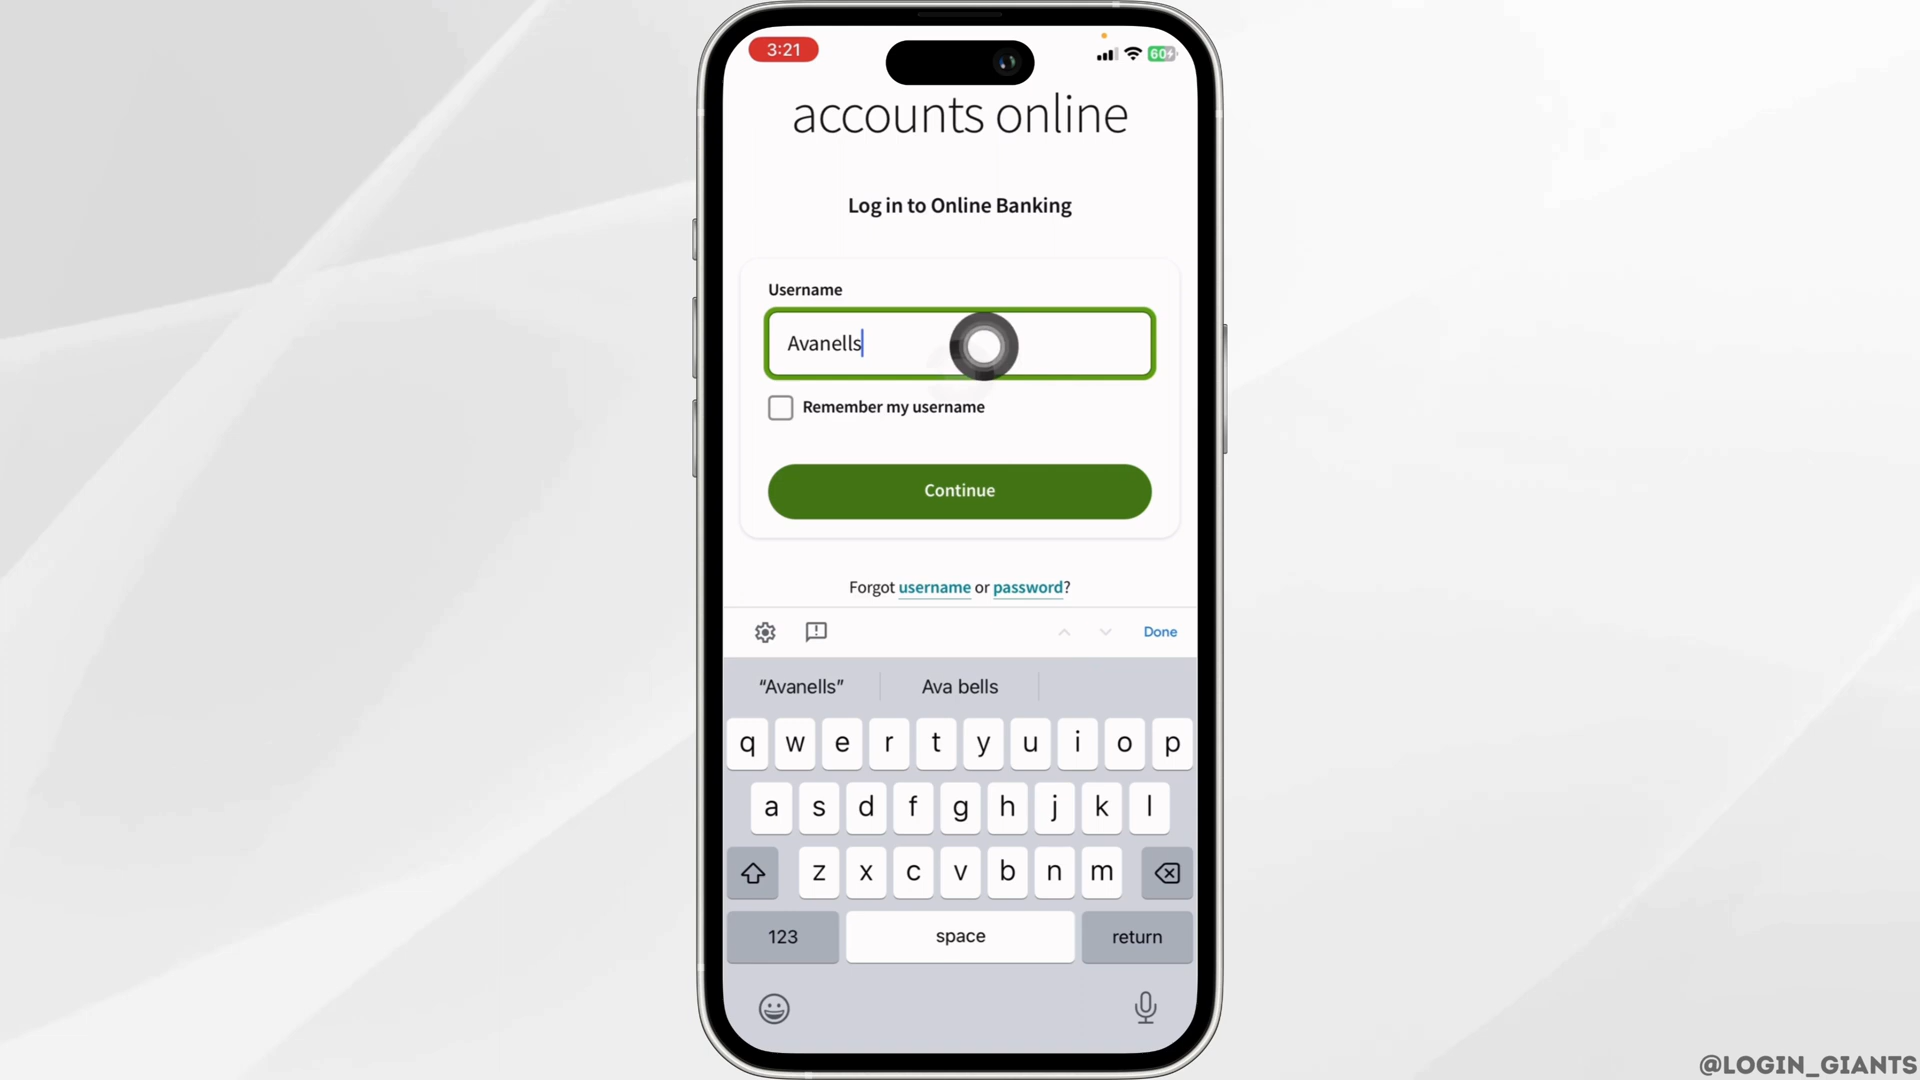 3:21
60
accounts online
Log in to Online Banking
Username
Avanells
Remember my username
Continue
Forgot username or password?
Done
“Avanells” Ava bells
q w e r t y u i o p
a s d f g h j k l
z x c v b n m
123 space return
@LOGIN_GIANTS